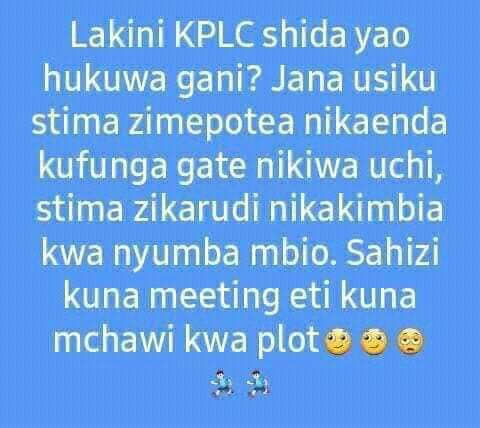 Lakini KPLC shida yao
hukuwa gani? Jana usiku
stima zimepotea nikaenda
kufunga gate nikiwa uchi,
stima zikarudi nikakimbia
kwa nyumba mbio. Sahizi
kuna meeting eti kuna
mchawi kwa plot